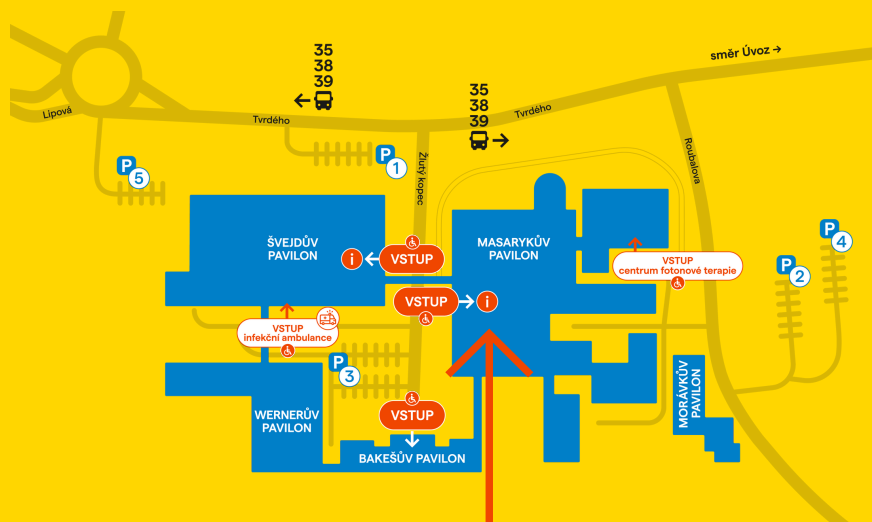 35
38
39
35
38
39
směr Úvoz →
Lípová
Tvrdého
Tvrdého
Žlutý kopec
Roubalova
P
1
P
5
P
4
P
2
P
3
ŠVEJDŮV
PAVILON
i ← VSTUP
MASARYKŮV
PAVILON
VSTUP → i
VSTUP
centrum fotonové terapie
VSTUP
infekční ambulance
WERNERŮV
PAVILON
VSTUP
BAKEŠŮV PAVILON
MORÁVKŮV
PAVILON